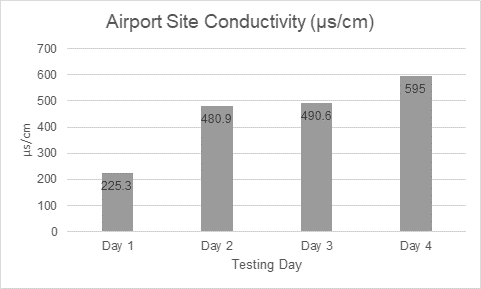 Airport Site Conductivity (µs/cm)
700
600
500
400
300
200
100
0
µs/cm
225.3
480.9
490.6
595
Day 1
Day 2
Day 3
Day 4
Testing Day